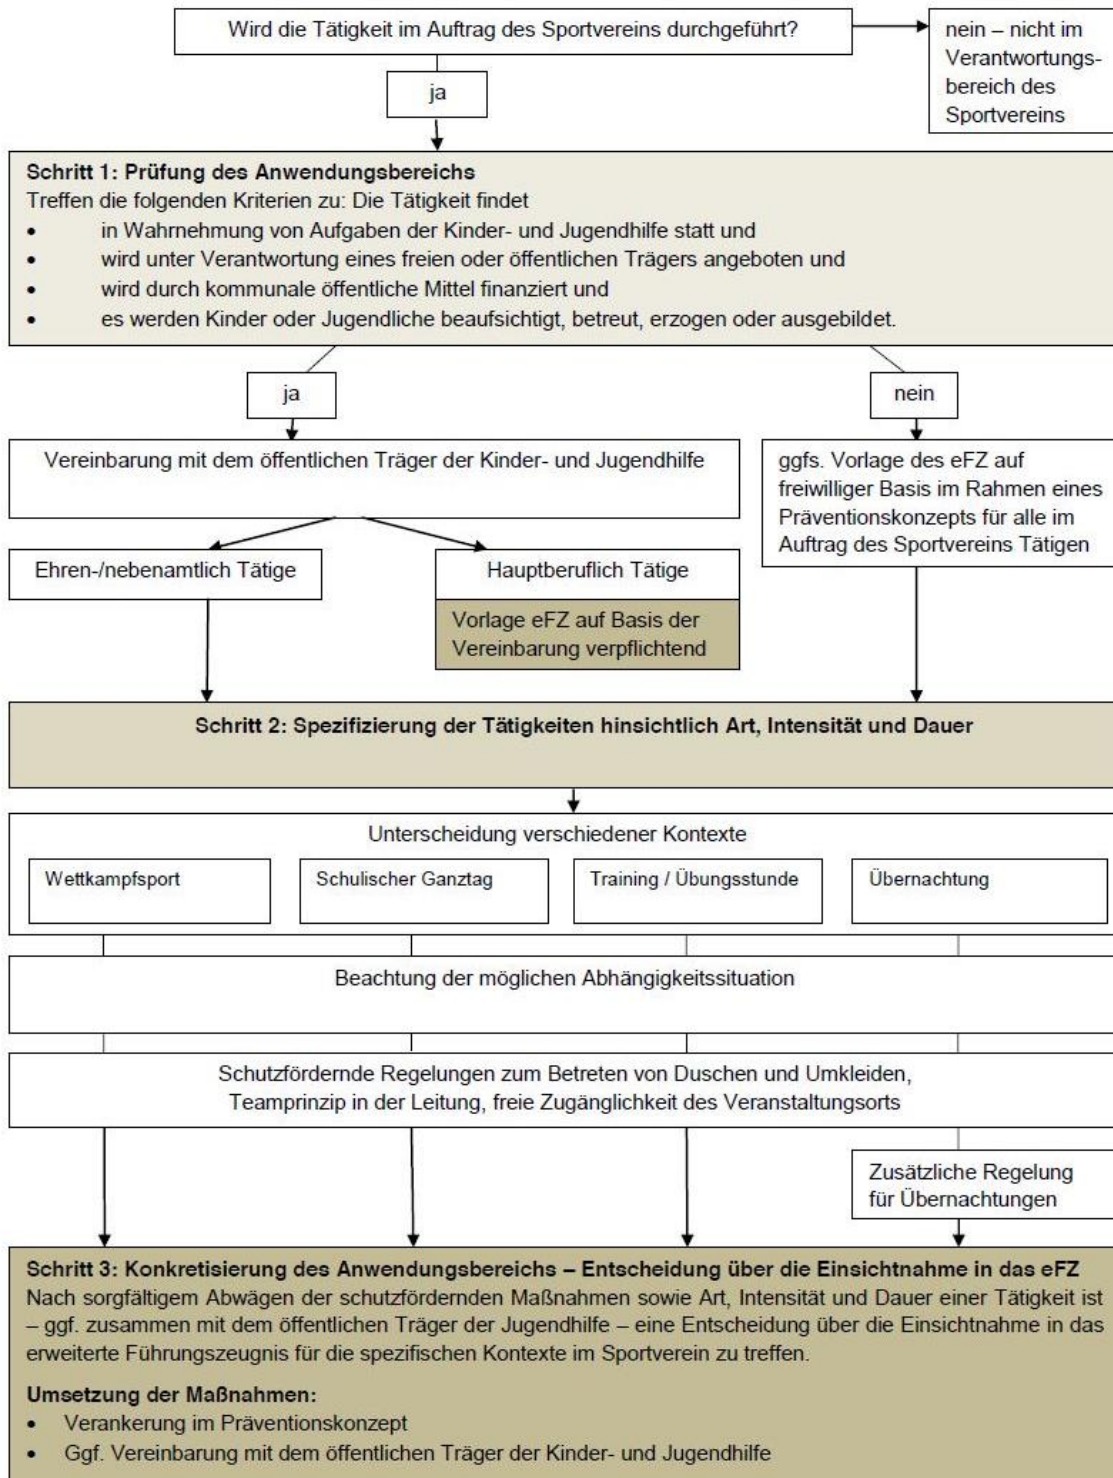 Wird die Tätigkeit im Auftrag des Sportvereins durchgeführt?
nein – nicht im
Verantwortungs-
bereich des
Sportvereins
ja
Schritt 1: Prüfung des Anwendungsbereichs
Treffen die folgenden Kriterien zu: Die Tätigkeit findet
• in Wahrnehmung von Aufgaben der Kinder- und Jugendhilfe statt und
• wird unter Verantwortung eines freien oder öffentlichen Trägers angeboten und
• wird durch kommunale öffentliche Mittel finanziert und
• es werden Kinder oder Jugendliche beaufsichtigt, betreut, erzogen oder ausgebildet.
ja
nein
Vereinbarung mit dem öffentlichen Träger der Kinder- und Jugendhilfe
ggfs. Vorlage des eFZ auf
freiwilliger Basis im Rahmen eines
Präventionskonzepts für alle im
Auftrag des Sportvereins Tätigen
Ehren-/nebenamtlich Tätige
Hauptberuflich Tätige
Vorlage eFZ auf Basis der
Vereinbarung verpflichtend
Schritt 2: Spezifizierung der Tätigkeiten hinsichtlich Art, Intensität und Dauer
Unterscheidung verschiedener Kontexte
Wettkampfsport
Schulischer Ganztag
Training / Übungsstunde
Übernachtung
Beachtung der möglichen Abhängigkeitssituation
Schutzfördernde Regelungen zum Betreten von Duschen und Umkleiden,
Teamprinzip in der Leitung, freie Zugänglichkeit des Veranstaltungsorts
Zusätzliche Regelung
für Übernachtungen
Schritt 3: Konkretisierung des Anwendungsbereichs – Entscheidung über die Einsichtnahme in das eFZ
Nach sorgfältigem Abwägen der schutzfördernden Maßnahmen sowie Art, Intensität und Dauer einer Tätigkeit ist
– ggf. zusammen mit dem öffentlichen Träger der Jugendhilfe – eine Entscheidung über die Einsichtnahme in das
erweiterte Führungszeugnis für die spezifischen Kontexte im Sportverein zu treffen.
Umsetzung der Maßnahmen:
• Verankerung im Präventionskonzept
• Ggf. Vereinbarung mit dem öffentlichen Träger der Kinder- und Jugendhilfe